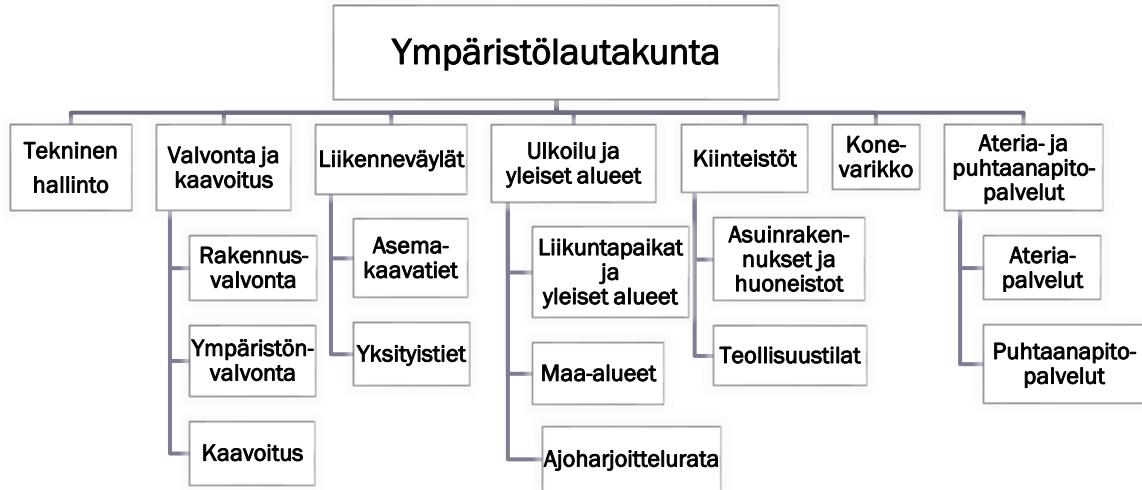 Ympäristölautakunta
Tekninen
hallinto
Valvonta ja
kaavoitus
Rakennus-
valvonta
Ympäristön-
valvonta
Kaavoitus
Liikenneväylät
Asema-
kaavatiet
Yksityistiet
Ulkoilu ja
yleiset alueet
Liikuntapaikat
ja
yleiset alueet
Maa-alueet
Ajoharjoittelurata
Kiinteistöt
Asuinraken-
nukset ja
huoneistot
Teollisuustilat
Kone-
varikko
Ateria- ja
puhtaanapito-
palvelut
Ateria-
palvelut
Puhtaanapito-
palvelut